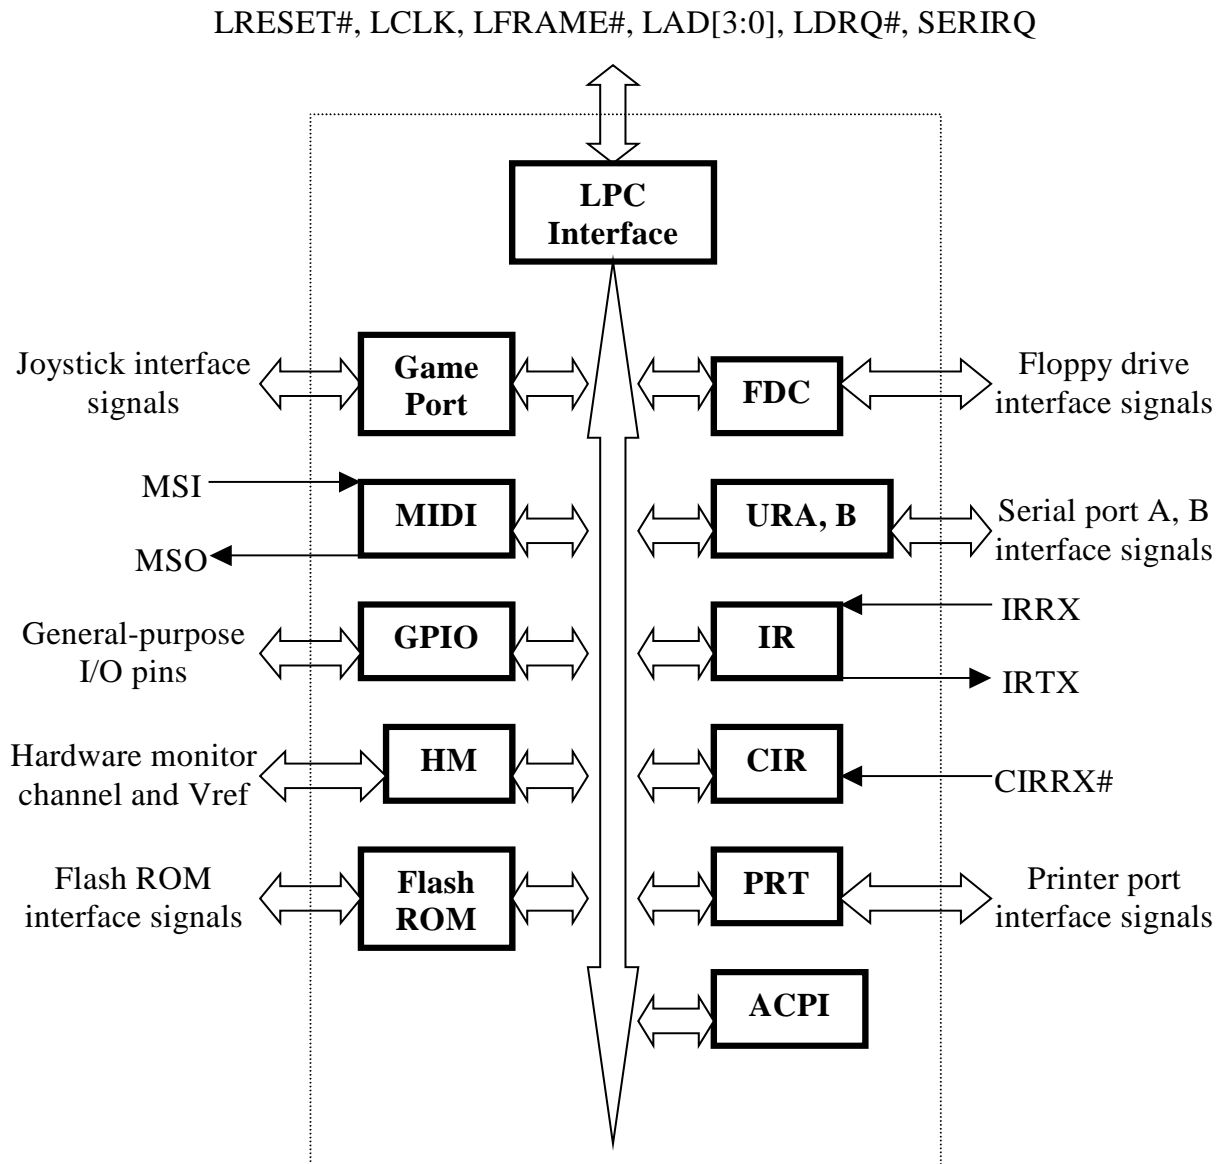 LRESET#, LCLK, LFRAME#, LAD[3:0], LDRQ#, SERIRQ
LPC
Interface
Joystick interface
signals
Game
Port
FDC
Floppy drive
interface signals
MSI
MSO
MIDI
URA, B
Serial port A, B
interface signals
General-purpose
I/O pins
GPIO
IR
IRRX
IRTX
Hardware monitor
channel and Vref
HM
CIR
CIRRX#
Flash ROM
interface signals
Flash
ROM
PRT
Printer port
interface signals
ACPI